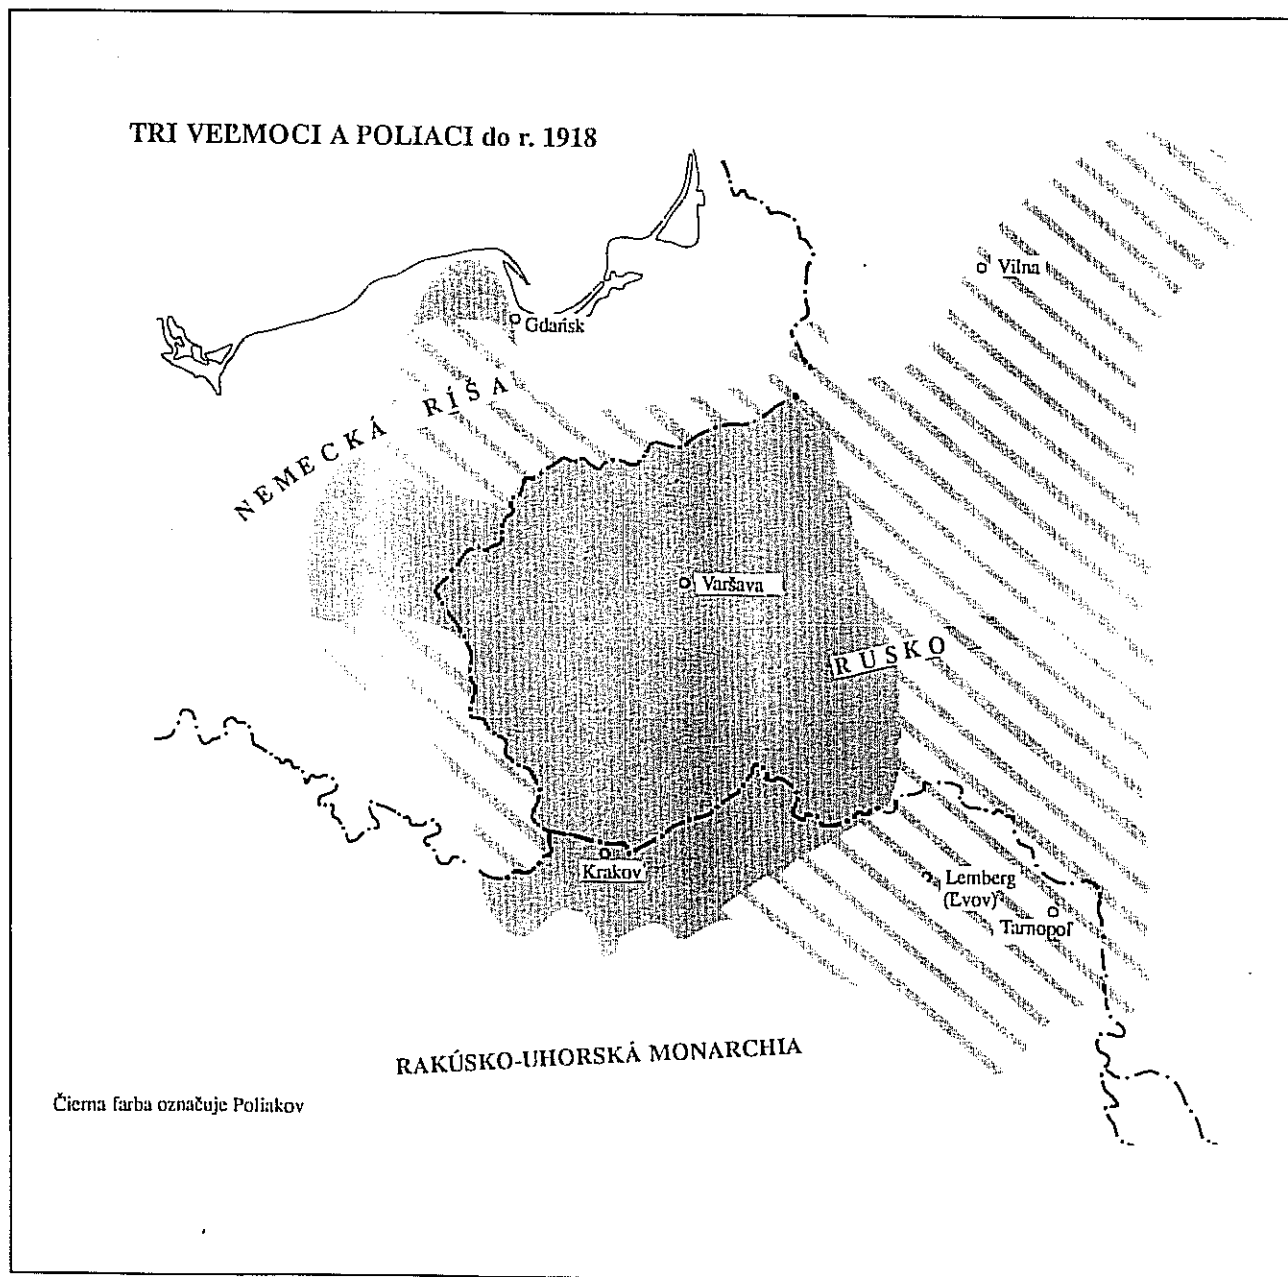 TRI VEĽMOCI A POLIACI do r. 1918
Vilna
Gdańsk
NEMECKÁ RÍŠA
Varšava
RUSKO
Krakov
Lemberg
(Ľvov)
Tarnopoľ
RAKÚSKO-UHORSKÁ MONARCHIA
Čierna farba označuje Poliakov